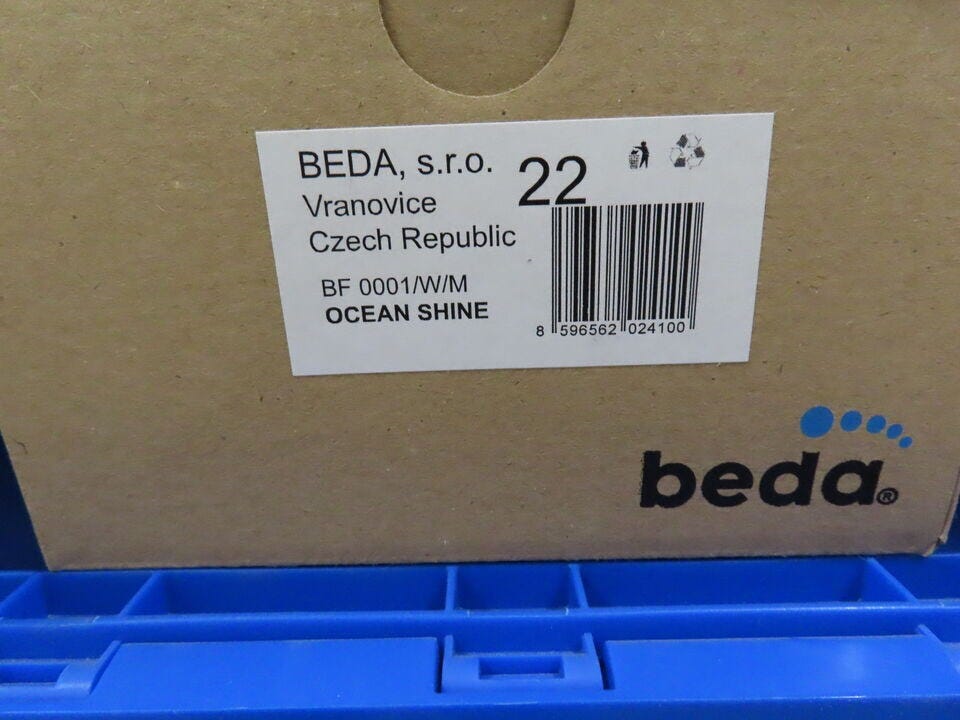 BEDA, s.r.o. 22
Vranovice
Czech Republic
BF 0001/W/M
OCEAN SHINE
8 596562 024100
beda®